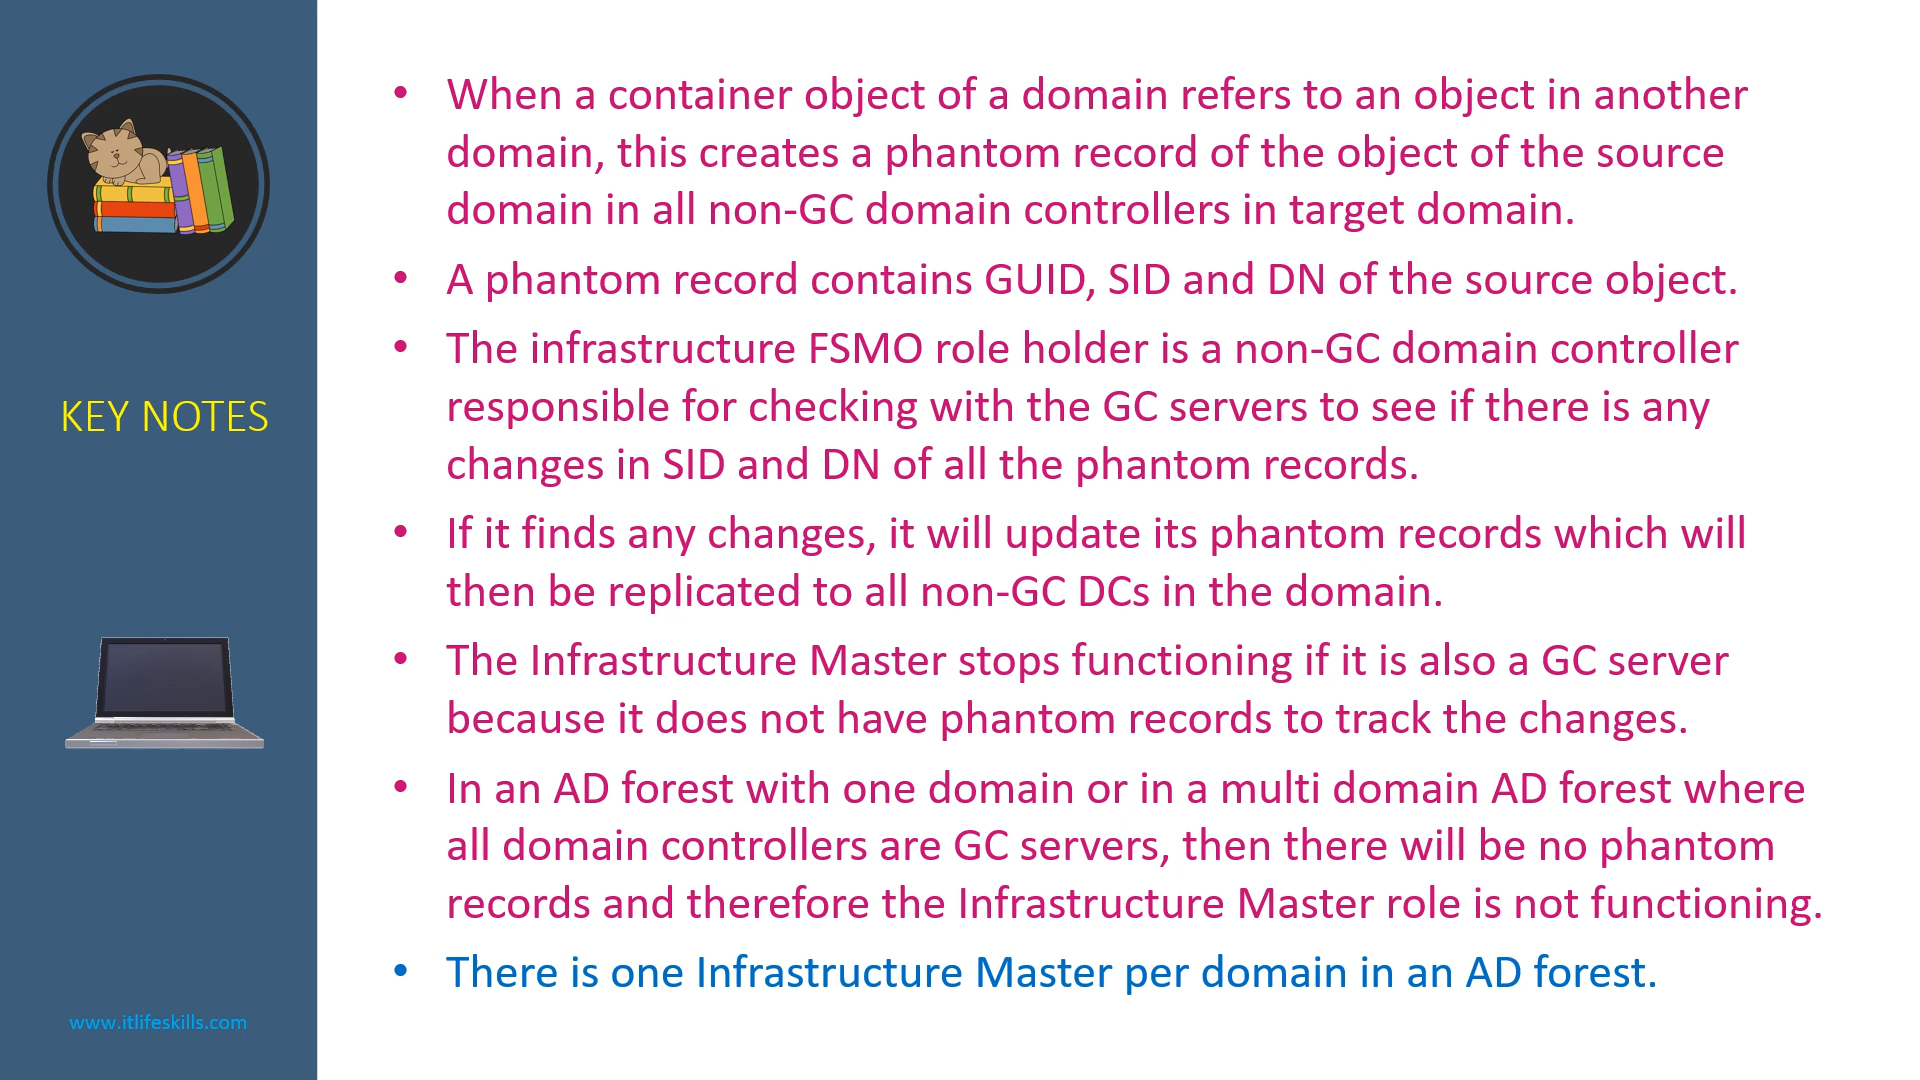 KEY NOTES
www.itlifeskills.com
• When a container object of a domain refers to an object in another
domain, this creates a phantom record of the object of the source
domain in all non-GC domain controllers in target domain.
• A phantom record contains GUID, SID and DN of the source object.
• The infrastructure FSMO role holder is a non-GC domain controller
responsible for checking with the GC servers to see if there is any
changes in SID and DN of all the phantom records.
• If it finds any changes, it will update its phantom records which will
then be replicated to all non-GC DCs in the domain.
• The Infrastructure Master stops functioning if it is also a GC server
because it does not have phantom records to track the changes.
• In an AD forest with one domain or in a multi domain AD forest where
all domain controllers are GC servers, then there will be no phantom
records and therefore the Infrastructure Master role is not functioning.
• There is one Infrastructure Master per domain in an AD forest.